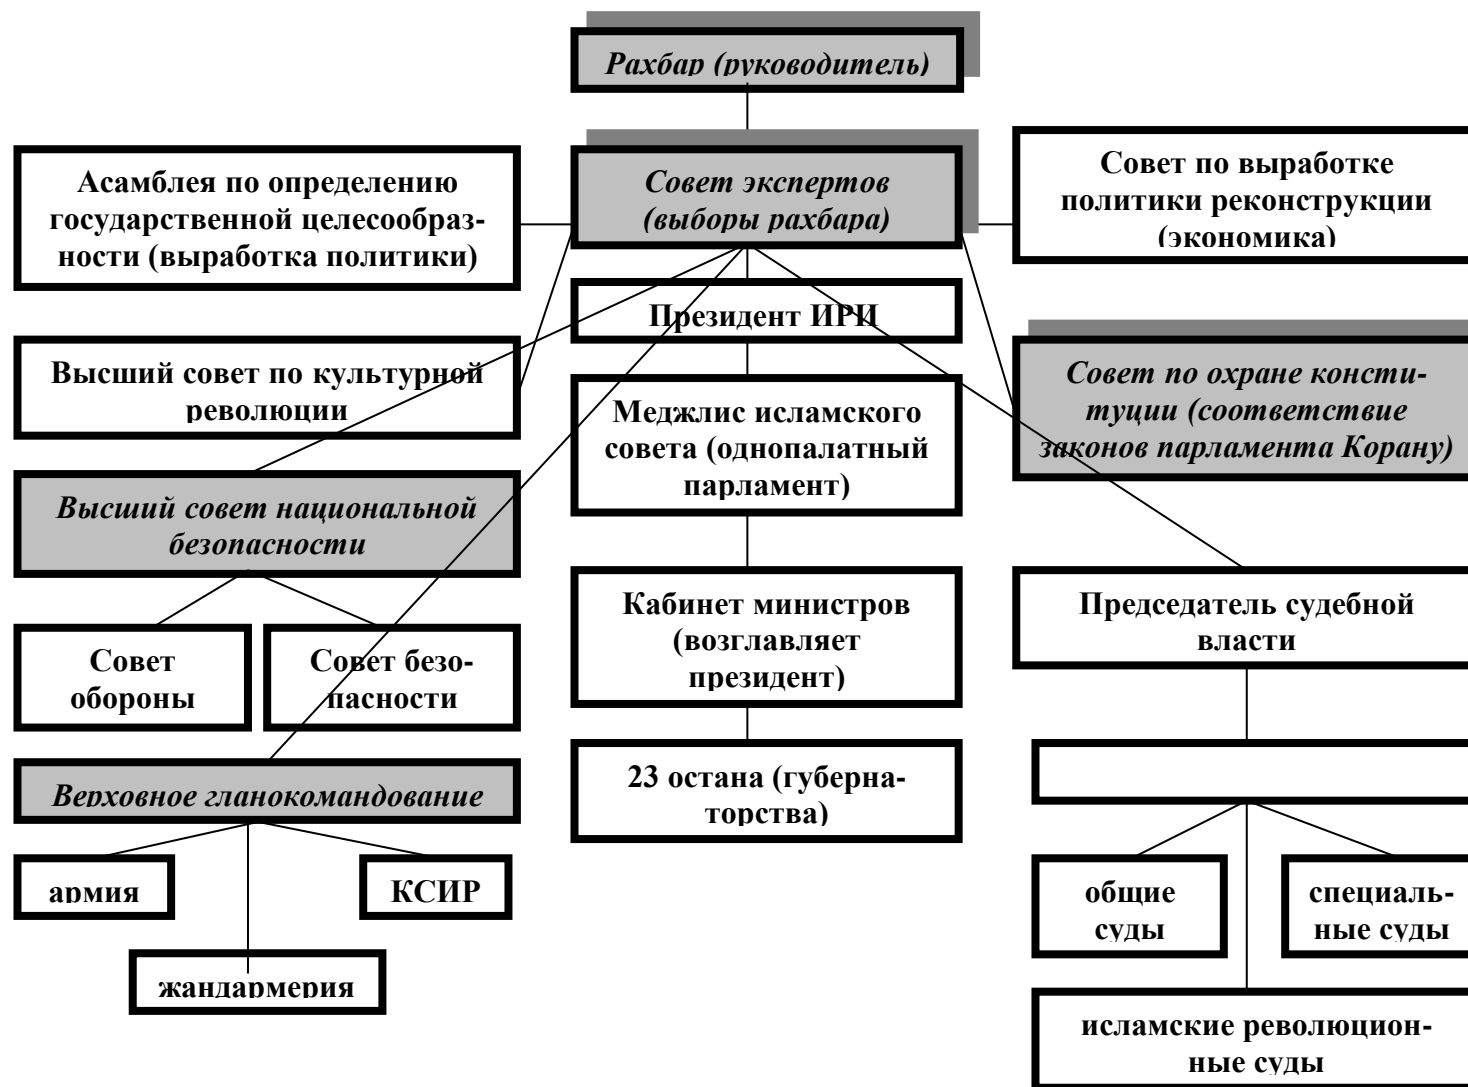 Рахбар (руководитель)
Асамблея по определению
государственной целесообраз-
ности (выработка политики)
Совет экспертов
(выборы рахбара)
Совет по выработке
политики реконструкции
(экономика)
Президент ИРИ
Высший совет по культурной
революции
Меджлис исламского
совета (однопалатный
парламент)
Совет по охране консти-
туции (соответствие
законов парламента Корану)
Высший совет национальной
безопасности
Совет
обороны
Совет безо-
пасности
Кабинет министров
(возглавляет
президент)
Председатель судебной
власти
Верховное гланокомандование
23 остана (губерна-
торства)
армия
КСИР
жандармерия
общие
суды
специаль-
ные суды
исламские революцион-
ные суды